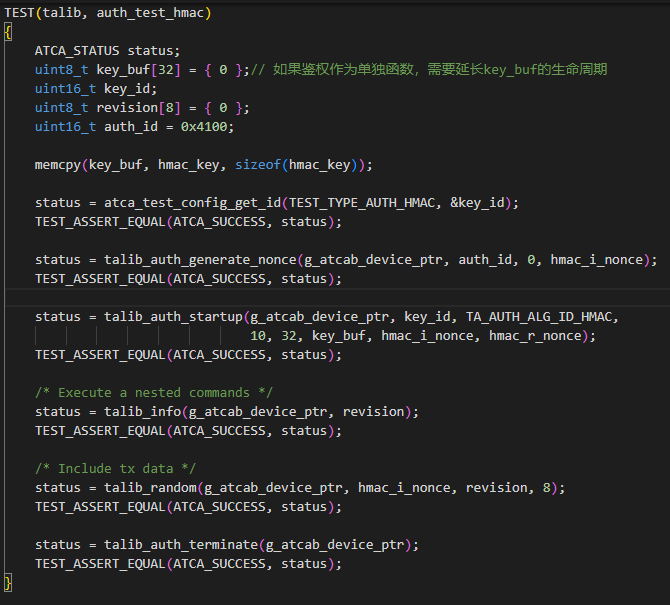 TEST(talib, auth_test_hmac)
{
    ATCA_STATUS status;
    uint8_t key_buf[32] = { 0 };// 如果鉴权作为单独函数，需要延长key_buf的生命周期
    uint16_t key_id;
    uint8_t revision[8] = { 0 };
    uint16_t auth_id = 0x4100;

    memcpy(key_buf, hmac_key, sizeof(hmac_key));

    status = atca_test_config_get_id(TEST_TYPE_AUTH_HMAC, &key_id);
    TEST_ASSERT_EQUAL(ATCA_SUCCESS, status);

    status = talib_auth_generate_nonce(g_atcab_device_ptr, auth_id, 0, hmac_i_nonce);
    TEST_ASSERT_EQUAL(ATCA_SUCCESS, status);

    status = talib_auth_startup(g_atcab_device_ptr, key_id, TA_AUTH_ALG_ID_HMAC,
                                10, 32, key_buf, hmac_i_nonce, hmac_r_nonce);
    TEST_ASSERT_EQUAL(ATCA_SUCCESS, status);

    /* Execute a nested commands */
    status = talib_info(g_atcab_device_ptr, revision);
    TEST_ASSERT_EQUAL(ATCA_SUCCESS, status);

    /* Include tx data */
    status = talib_random(g_atcab_device_ptr, hmac_i_nonce, revision, 8);
    TEST_ASSERT_EQUAL(ATCA_SUCCESS, status);

    status = talib_auth_terminate(g_atcab_device_ptr);
    TEST_ASSERT_EQUAL(ATCA_SUCCESS, status);
}